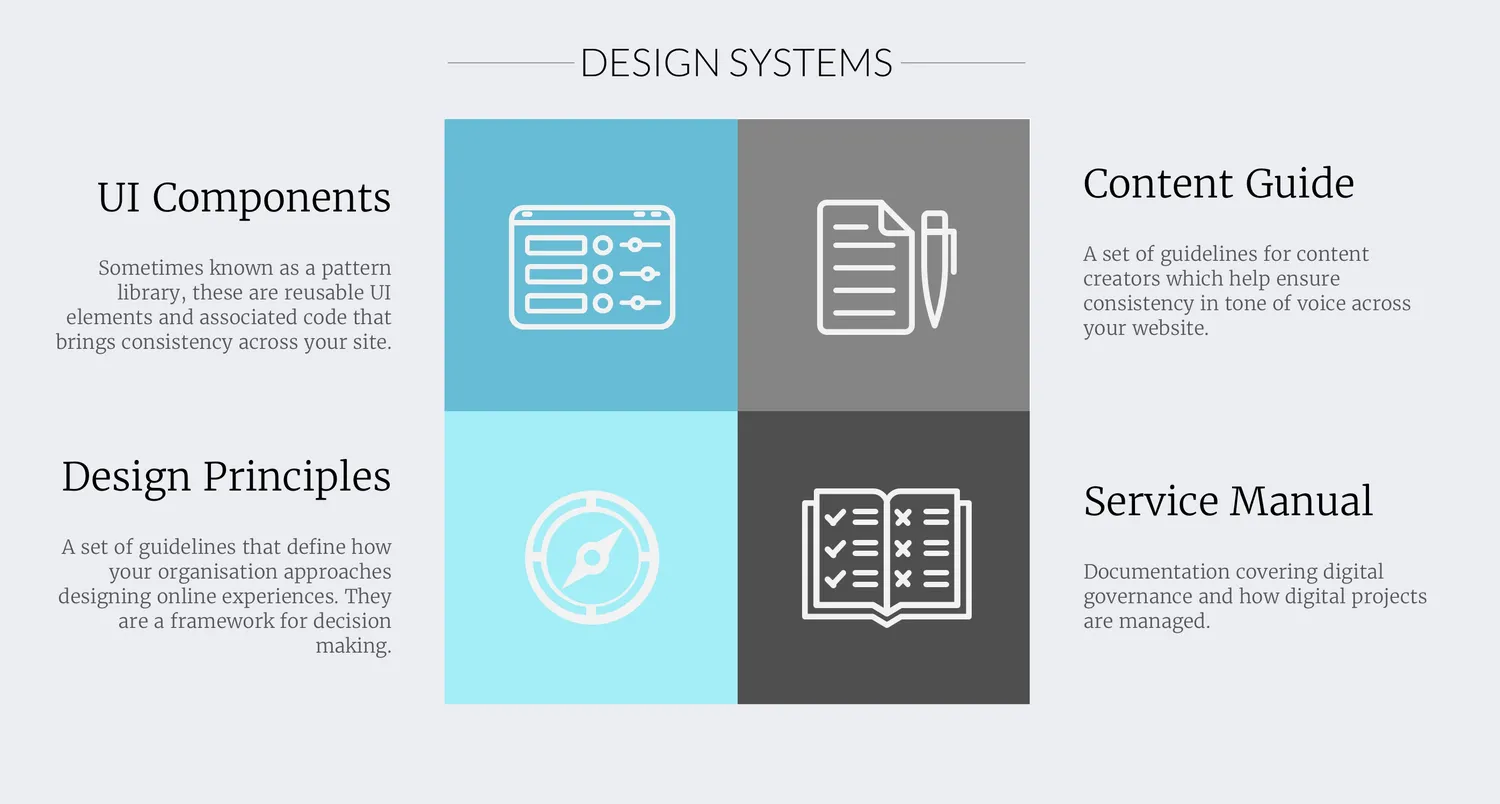 DESIGN SYSTEMS
UI Components
Sometimes known as a pattern
library, these are reusable UI
elements and associated code that
brings consistency across your site.
Content Guide
A set of guidelines for content
creators which help ensure
consistency in tone of voice across
your website.
Design Principles
A set of guidelines that define how
your organisation approaches
designing online experiences. They
are a framework for decision
making.
Service Manual
Documentation covering digital
governance and how digital projects
are managed.